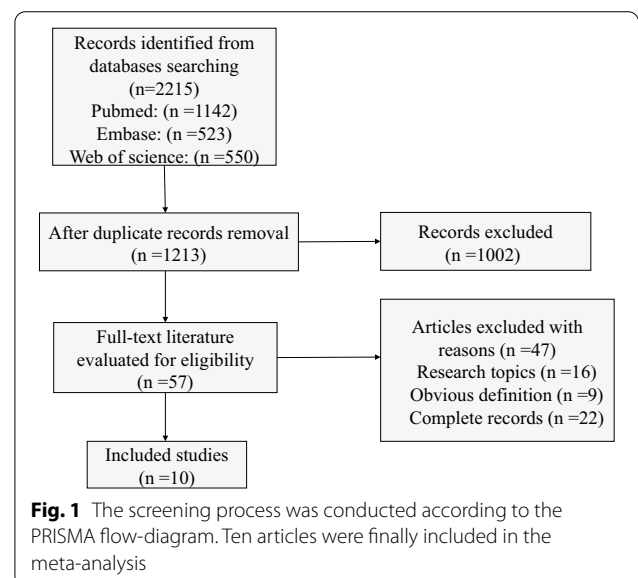 Records identified from
databases searching
(n=2215)
Pubmed: (n =1142)
Embase: (n =523)
Web of science: (n =550)
After duplicate records removal
(n =1213)
Records excluded
(n =1002)
Full-text literature
evaluated for eligibility
(n =57)
Articles excluded with
reasons (n =47)
Research topics (n =16)
Obvious definition (n =9)
Complete records (n =22)
Included studies
(n =10)
Fig. 1 The screening process was conducted according to the
PRISMA flow-diagram. Ten articles were finally included in the
meta-analysis